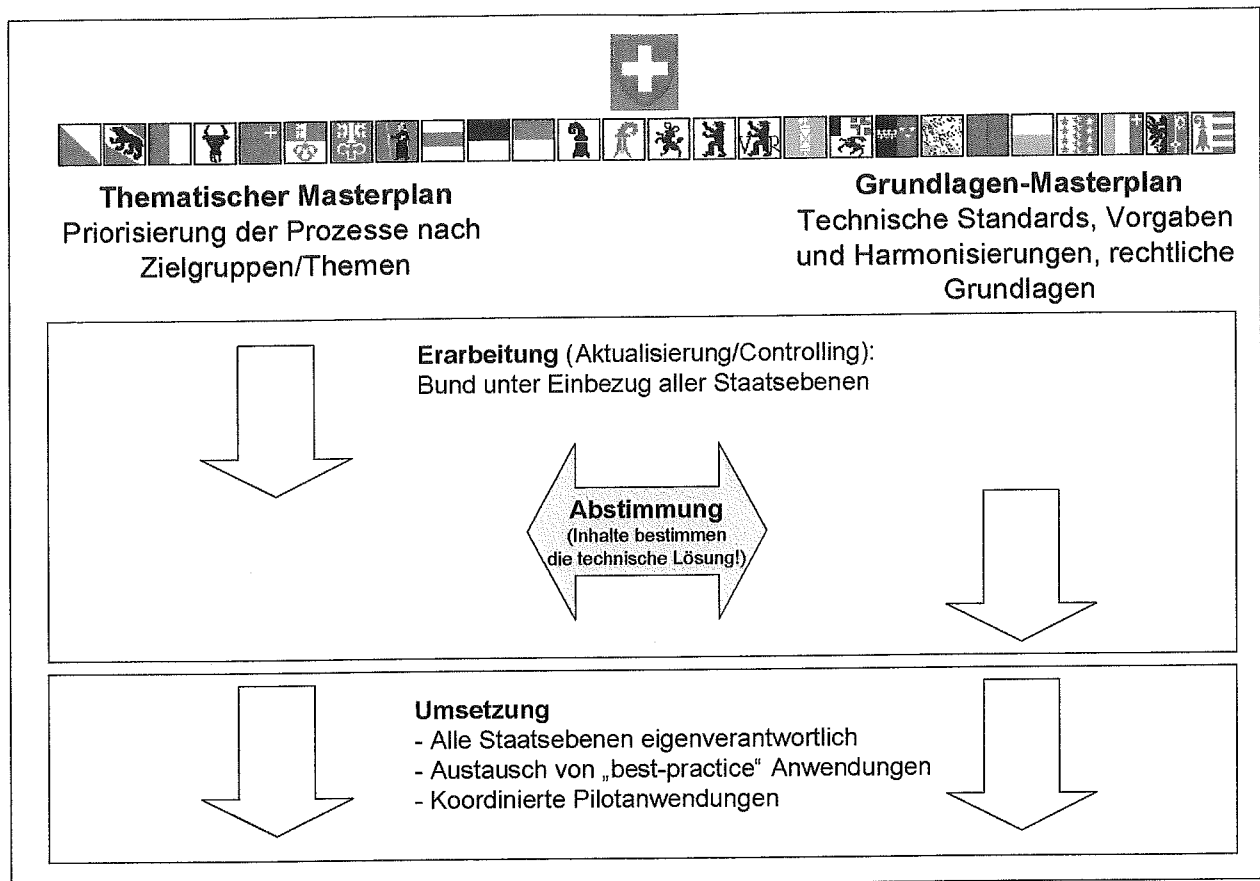 V R
Thematischer Masterplan
Priorisierung der Prozesse nach
Zielgruppen/Themen
Grundlagen-Masterplan
Technische Standards, Vorgaben
und Harmonisierungen, rechtliche
Grundlagen
Erarbeitung (Aktualisierung/Controlling):
Bund unter Einbezug aller Staatsebenen
Abstimmung
(Inhalte bestimmen
die technische Lösung!)
Umsetzung
- Alle Staatsebenen eigenverantwortlich
- Austausch von „best-practice“ Anwendungen
- Koordinierte Pilotanwendungen